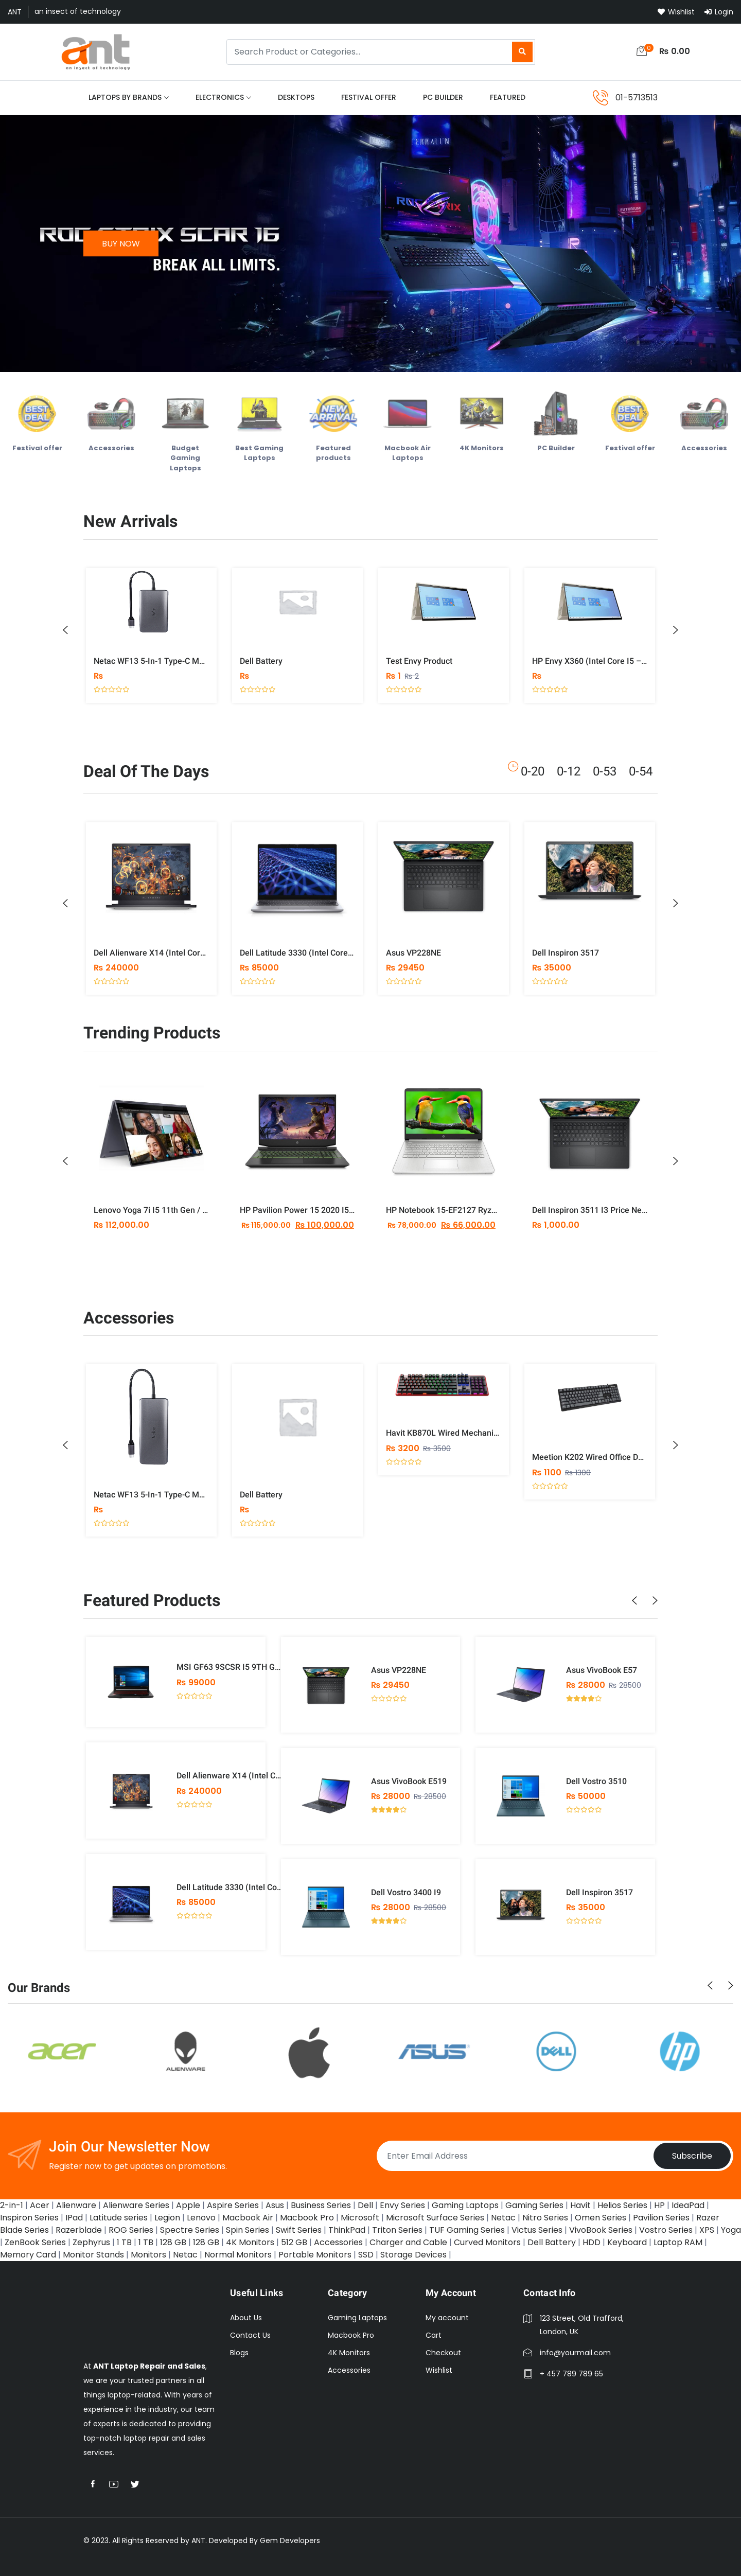 ANT | an insect of technology
Wishlist Login
ant
an insect of technology
Search Product or Categories...
0 Rs 0.00
LAPTOPS BY BRANDS ELECTRONICS DESKTOPS FESTIVAL OFFER PC BUILDER FEATURED 01-5713513
ROG STRIX SCAR 16
BUY NOW
BREAK ALL LIMITS.
Festival offer
Accessories
Budget Gaming Laptops
Best Gaming Laptops
Featured products
Macbook Air Laptops
4K Monitors
PC Builder
Festival offer
Accessories
New Arrivals
Netac WF13 5-In-1 Type-C M...
Rs
Dell Battery
Rs
Test Envy Product
Rs 1 Rs 2
HP Envy X360 (Intel Core I5 –...
Rs
Deal Of The Days
0-20 0-12 0-53 0-54
Dell Alienware X14 (Intel Cor...
Rs 240000
Dell Latitude 3330 (Intel Core...
Rs 85000
Asus VP228NE
Rs 29450
Dell Inspiron 3517
Rs 35000
Trending Products
Lenovo Yoga 7i I5 11th Gen / ...
Rs 112,000.00
HP Pavilion Power 15 2020 I5...
Rs 115,000.00 Rs 100,000.00
HP Notebook 15-EF2127 Ryz...
Rs 78,000.00 Rs 66,000.00
Dell Inspiron 3511 I3 Price Ne...
Rs 1,000.00
Accessories
Netac WF13 5-In-1 Type-C M...
Rs
Dell Battery
Rs
Havit KB870L Wired Mechani...
Rs 3200 Rs 3500
Meetion K202 Wired Office D...
Rs 1100 Rs 1300
Featured Products
MSI GF63 9SCSR I5 9TH G...
Rs 99000
Asus VP228NE
Rs 29450
Asus VivoBook E57
Rs 28000 Rs 28500
Dell Alienware X14 (Intel C...
Rs 240000
Asus VivoBook E519
Rs 28000 Rs 28500
Dell Vostro 3510
Rs 50000
Dell Latitude 3330 (Intel Co...
Rs 85000
Dell Vostro 3400 I9
Rs 28000 Rs 28500
Dell Inspiron 3517
Rs 35000
Our Brands
acer
ALIENWARE
ASUS
DELL
hp
Join Our Newsletter Now
Register now to get updates on promotions.
Enter Email Address
Subscribe
2-in-1 | Acer | Alienware | Alienware Series | Apple | Aspire Series | Asus | Business Series | Dell | Envy Series | Gaming Laptops | Gaming Series | Havit | Helios Series | HP | IdeaPad |
Inspiron Series | IPad | Latitude series | Legion | Lenovo | Macbook Air | Macbook Pro | Microsoft | Microsoft Surface Series | Netac | Nitro Series | Omen Series | Pavilion Series | Razer
Blade Series | Razerblade | ROG Series | Spectre Series | Spin Series | Swift Series | ThinkPad | Triton Series | TUF Gaming Series | Victus Series | VivoBook Series | Vostro Series | XPS | Yoga
| ZenBook Series | Zephyrus | 1 TB | 1 TB | 128 GB | 128 GB | 4K Monitors | 512 GB | Accessories | Charger and Cable | Curved Monitors | Dell Battery | HDD | Keyboard | Laptop RAM |
Memory Card | Monitor Stands | Monitors | Netac | Normal Monitors | Portable Monitors | SSD | Storage Devices |
At ANT Laptop Repair and Sales,
we are your trusted partners in all
things laptop-related. With years of
experience in the industry, our team
of experts is dedicated to providing
top-notch laptop repair and sales
services.
Useful Links
About Us
Contact Us
Blogs
Category
Gaming Laptops
Macbook Pro
4K Monitors
Accessories
My Account
My account
Cart
Checkout
Wishlist
Contact Info
123 Street, Old Trafford,
London, UK
info@yourmail.com
+ 457 789 789 65
© 2023. All Rights Reserved by ANT. Developed By Gem Developers